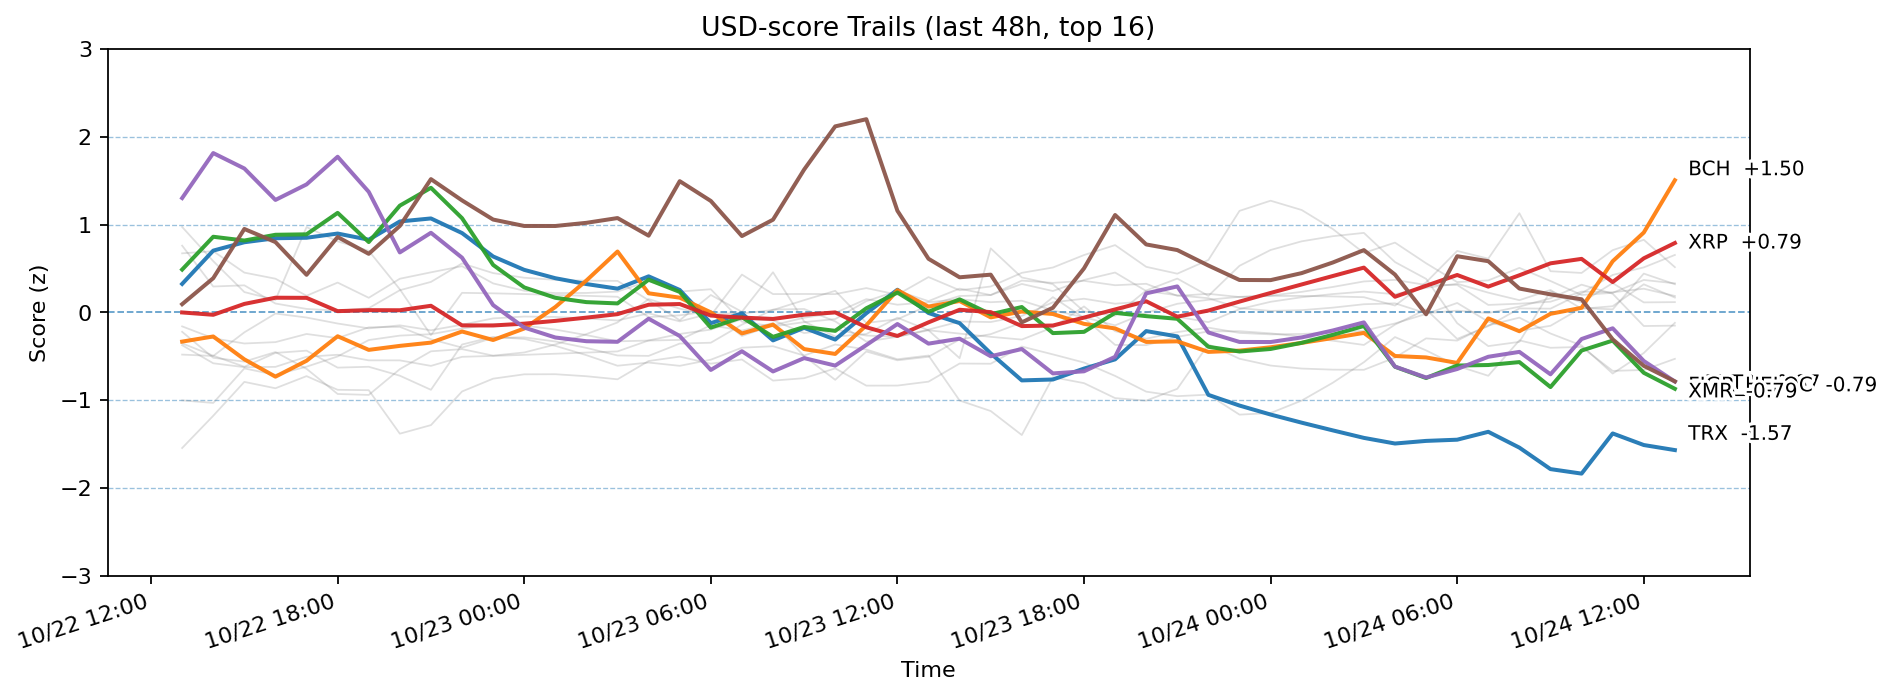 USD-score Trails (last 48h, top 16)
Score (z)
3
2
1
0
−1
−2
−3
BCH +1.50
XRP +0.79
-0.79
XMR -0.79
TRX -1.57
10/22 12:00
10/22 18:00
10/23 00:00
10/23 06:00
10/23 12:00
10/23 18:00
10/24 00:00
10/24 06:00
10/24 12:00
Time